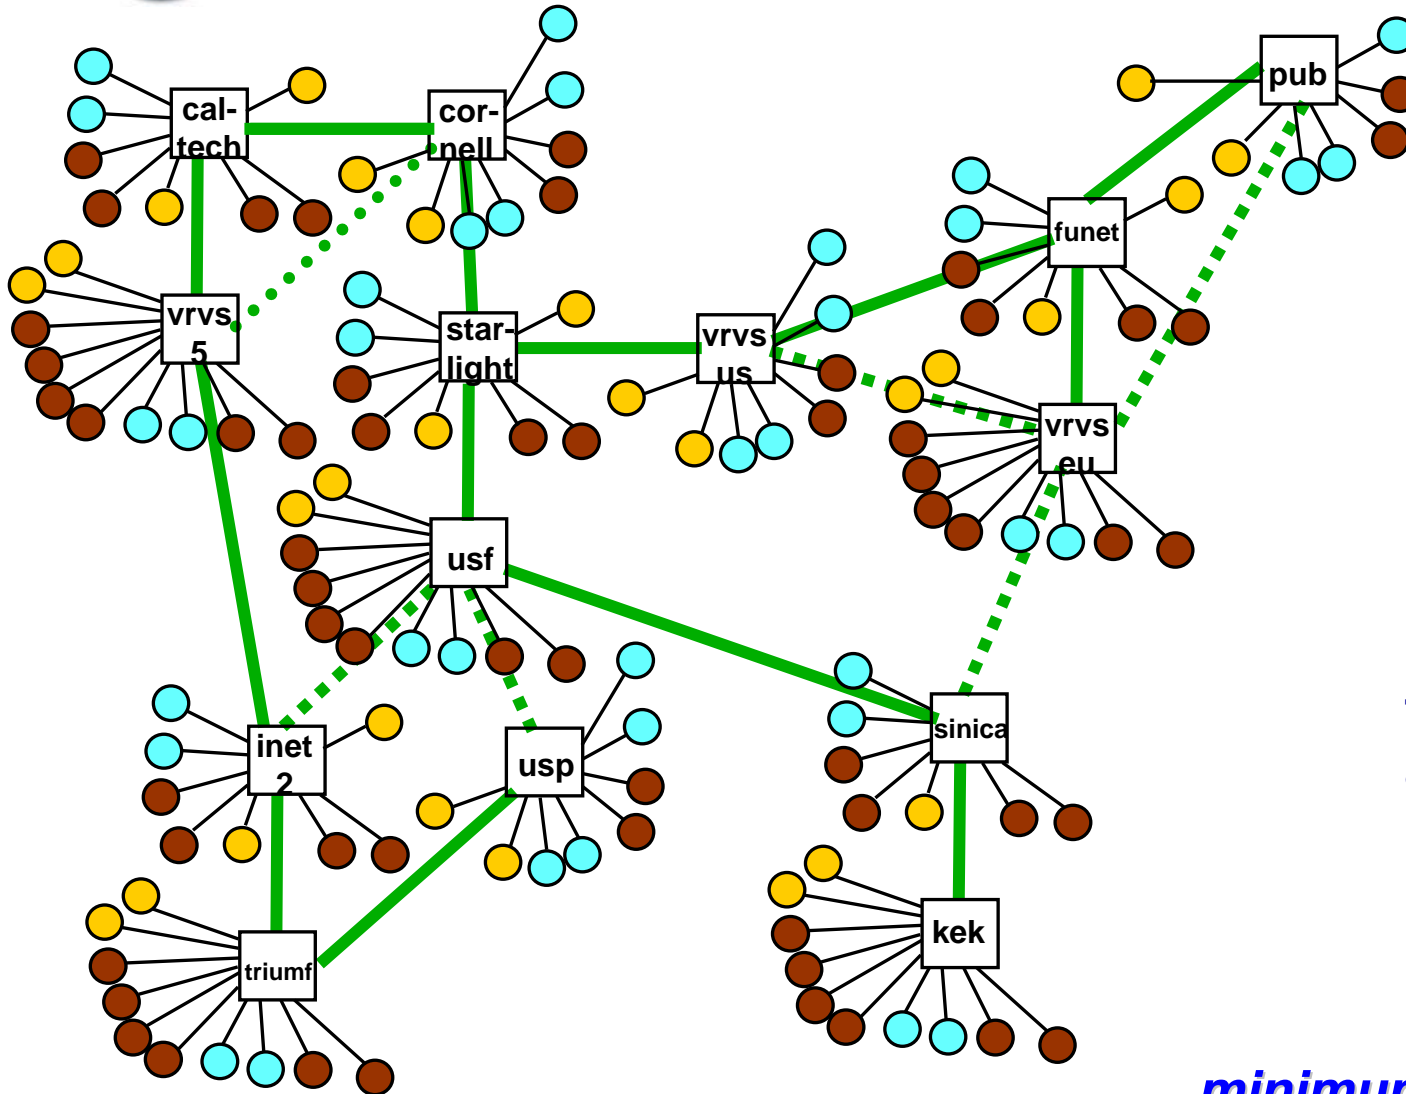 pub
cal-
tech
cor-
nell
funet
vrvs
5
star-
light
vrvs
us
vrvs
eu
usf
inet
2
usp
sinica
triumf
kek